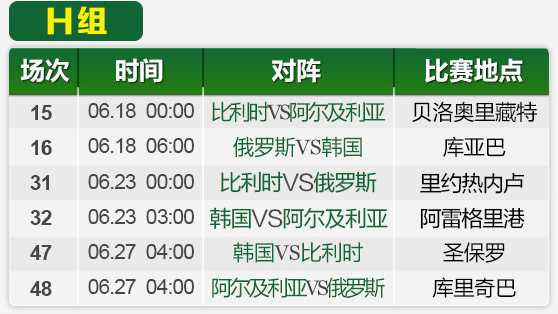 H组
场次 时间 对阵 比赛地点
15 06.18 00:00 比利时VS阿尔及利亚 贝洛奥里藏特
16 06.18 06:00 俄罗斯VS韩国 库亚巴
31 06.23 00:00 比利时VS俄罗斯 里约热内卢
32 06.23 03:00 韩国VS阿尔及利亚 阿雷格里港
47 06.27 04:00 韩国VS比利时 圣保罗
48 06.27 04:00 阿尔及利亚VS俄罗斯 库里奇巴